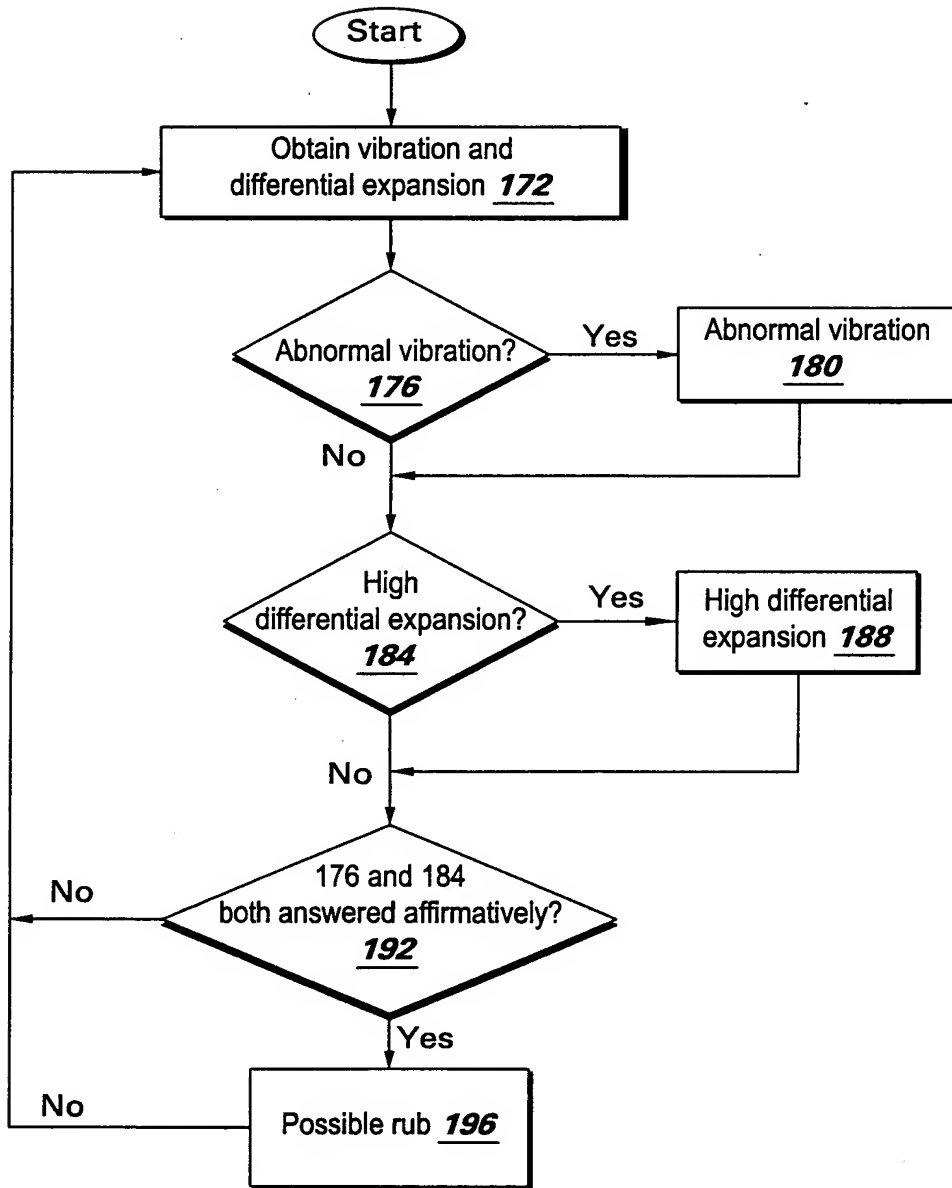 Start
Obtain vibration and
differential expansion 172
Abnormal vibration?
176
Yes
Abnormal vibration
180
No
High
differential expansion?
184
Yes
High differential
expansion 188
No
176 and 184
both answered affirmatively?
192
No
Yes
Possible rub 196
No